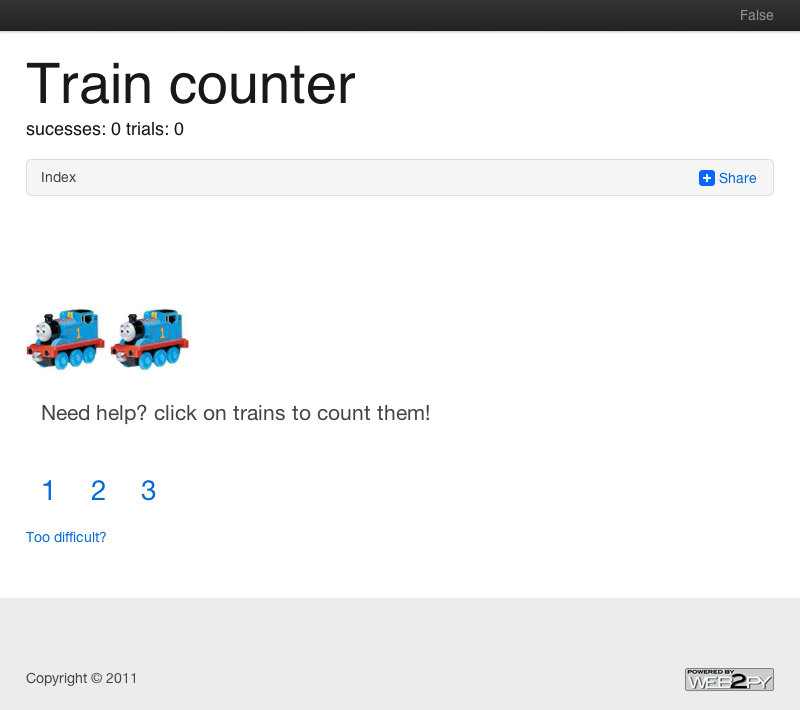 False
Train counter
sucesses: 0 trials: 0
Index
Share
1 1
Need help? click on trains to count them!
1 2 3
Too difficult?
Copyright © 2011
POWERED BY
WEB2PY